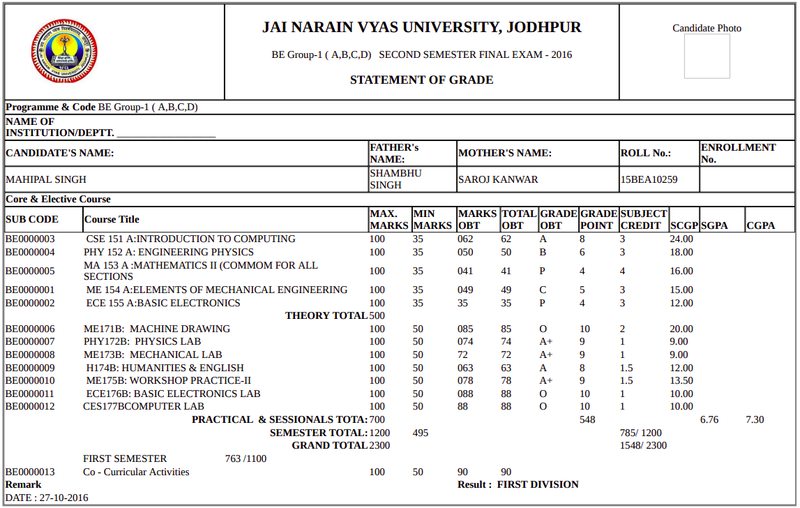 JAI NARAIN VYAS UNIVERSITY, JODHPUR
BE Group-1 ( A,B,C,D) SECOND SEMESTER FINAL EXAM - 2016
STATEMENT OF GRADE
Candidate Photo
Programme & Code BE Group-1 ( A,B,C,D)
NAME OF
INSTITUTION/DEPTT. ____________________
CANDIDATE'S NAME: FATHER's NAME: MOTHER's NAME: ROLL No.: ENROLLMENT No.
MAHIPAL SINGH SHAMBHU SINGH SAROJ KANWAR 15BEA10259
Core & Elective Course
SUB CODE Course Title MAX. MARKS MIN MARKS MARKS OBT TOTAL OBT GRADE OBT GRADE POINT SUBJECT CREDIT SCGP SGPA CGPA
BE0000003 CSE 151 A:INTRODUCTION TO COMPUTING 100 35 062 62 A 8 3 24.00
BE0000004 PHY 152 A: ENGINEERING PHYSICS 100 35 050 50 B 6 3 18.00
BE0000005 MA 153 A :MATHEMATICS II (COMMOM FOR ALL SECTIONS 100 35 041 41 P 4 4 16.00
BE0000001 ME 154 A:ELEMENTS OF MECHANICAL ENGINEERING 100 35 049 49 C 5 3 15.00
BE0000002 ECE 155 A:BASIC ELECTRONICS 100 35 35 35 P 4 3 12.00
THEORY TOTAL 500
BE0000006 ME171B: MACHINE DRAWING 100 50 085 85 O 10 2 20.00
BE0000007 PHY172B: PHYSICS LAB 100 50 074 74 A+ 9 1 9.00
BE0000008 ME173B: MECHANICAL LAB 100 50 72 72 A+ 9 1 9.00
BE0000009 H174B: HUMANITIES & ENGLISH 100 50 063 63 A 8 1.5 12.00
BE0000010 ME175B: WORKSHOP PRACTICE-II 100 50 078 78 A+ 9 1.5 13.50
BE0000011 ECE176B: BASIC ELECTRONICS LAB 100 50 088 88 O 10 1 10.00
BE0000012 CES177BCOMPUTER LAB 100 50 88 88 O 10 1 10.00
PRACTICAL & SESSIONALS TOTA: 700 548 6.76 7.30
SEMESTER TOTAL: 1200 495 785/ 1200
GRAND TOTAL 2300 1548/ 2300
FIRST SEMESTER 763 /1100
BE0000013 Co - Curricular Activities 100 50 90 90
Remark Result : FIRST DIVISION
DATE : 27-10-2016